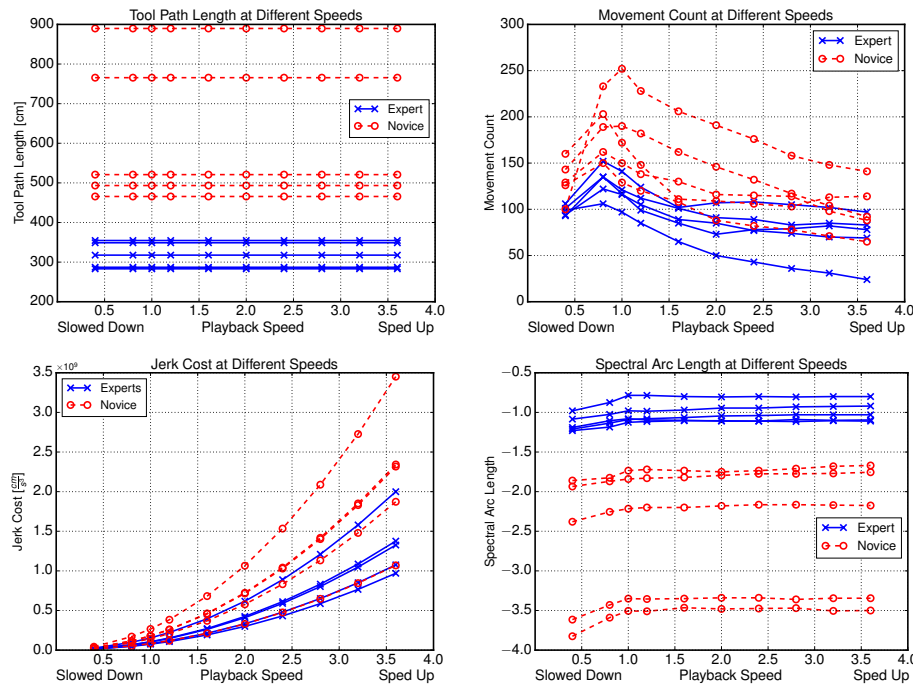 Tool Path Length at Different Speeds
900
800
700
600
500
400
300
200
Tool Path Length [cm]
Expert
Novice
0.5 1.0 1.5 2.0 2.5 3.0 3.5 4.0
Slowed Down Playback Speed Sped Up
Movement Count at Different Speeds
300
250
200
150
100
50
0
Movement Count
Expert
Novice
0.5 1.0 1.5 2.0 2.5 3.0 3.5 4.0
Slowed Down Playback Speed Sped Up
Jerk Cost at Different Speeds
×10⁹
3.5
3.0
2.5
2.0
1.5
1.0
0.5
0.0
Jerk Cost [cm/s³]
Experts
Novice
0.5 1.0 1.5 2.0 2.5 3.0 3.5 4.0
Slowed Down Playback Speed Sped Up
Spectral Arc Length at Different Speeds
−0.5
−1.0
−1.5
−2.0
−2.5
−3.0
−3.5
−4.0
Spectral Arc Length
Expert
Novice
0.5 1.0 1.5 2.0 2.5 3.0 3.5 4.0
Slowed Down Playback Speed Sped Up